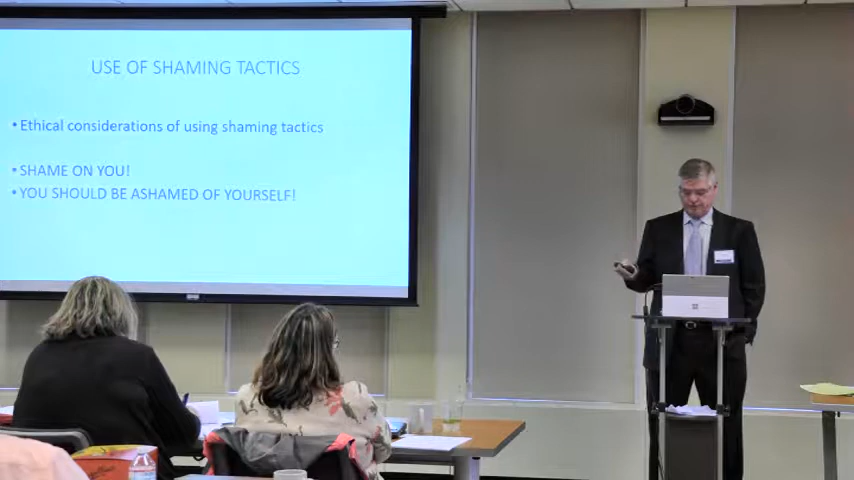 USE OF SHAMING TACTICS
• Ethical considerations of using shaming tactics
• SHAME ON YOU!
• YOU SHOULD BE ASHAMED OF YOURSELF!